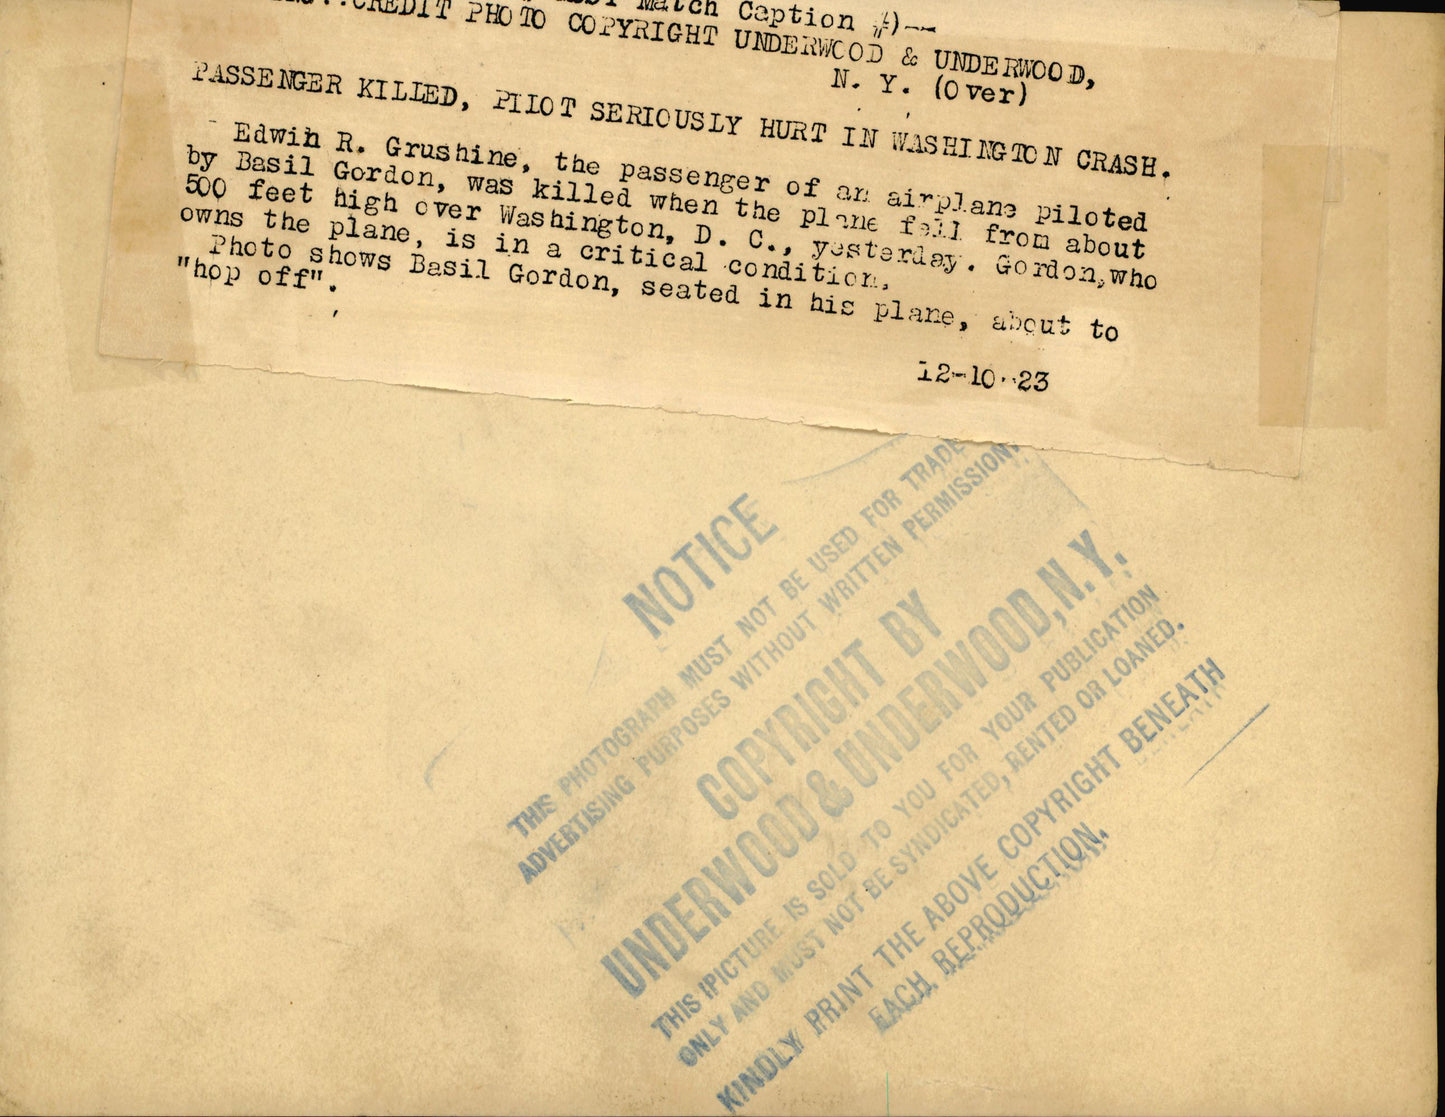 Match Caption #)--
CREDIT PHOTO COPYRIGHT UNDERWOOD & UNDERWOOD,
N. Y. (Over)
PASSENGER KILLED, PILOT SERIOUSLY HURT IN WASHINGTON CRASH.
Edwin R. Grushine, the passenger of an airplane piloted
by Basil Gordon, was killed when the plane fell from about
500 feet high over Washington, D. C., yesterday. Gordon,who
owns the plane, is in a critical condition.
Photo shows Basil Gordon, seated in his plane, about to
"hop off".
12-10-23
NOTICE
THIS PHOTOGRAPH MUST NOT BE USED FOR TRADE
ADVERTISING PURPOSES WITHOUT WRITTEN PERMISSION.
COPYRIGHT BY
UNDERWOOD & UNDERWOOD, N.Y.
THIS PICTURE IS SOLD TO YOU FOR YOUR PUBLICATION
ONLY AND MUST NOT BE SYNDICATED, RENTED OR LOANED.
KINDLY PRINT THE ABOVE COPYRIGHT BENEATH
EACH REPRODUCTION.